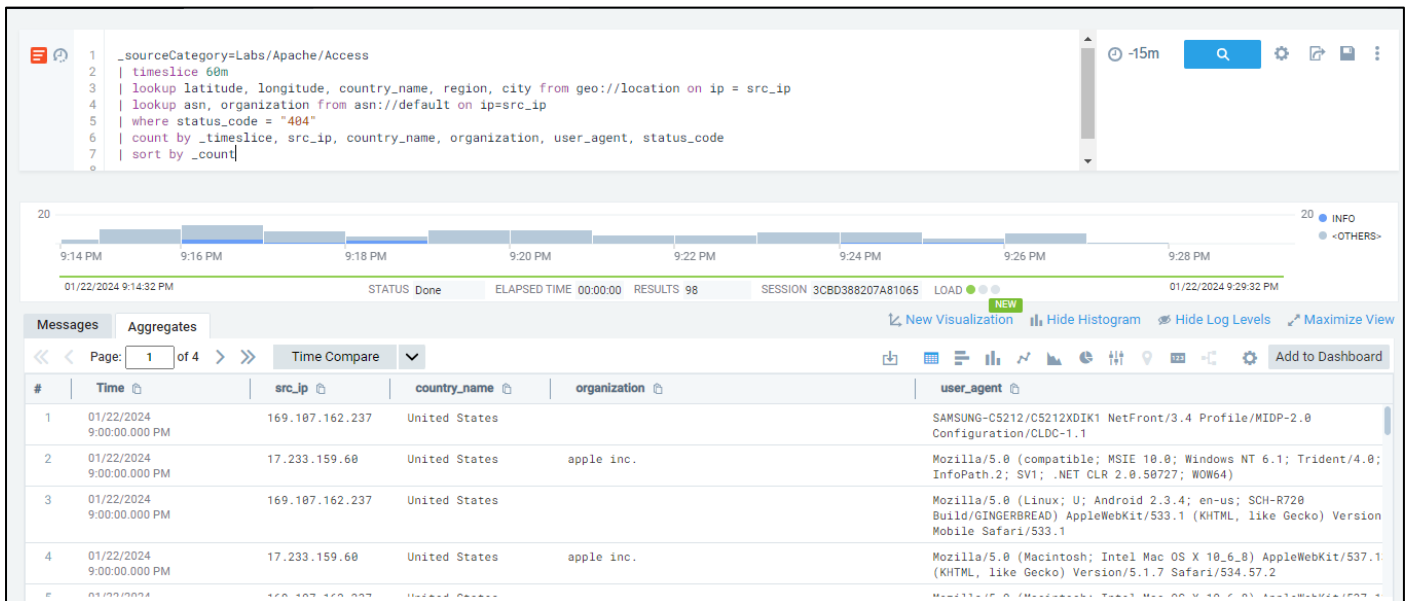 1 _sourceCategory=Labs/Apache/Access
2 | timeslice 60m
3 | lookup latitude, longitude, country_name, region, city from geo://location on ip = src_ip
4 | lookup asn, organization from asn://default on ip=src_ip
5 | where status_code = "404"
6 | count by _timeslice, src_ip, country_name, organization, user_agent, status_code
7 | sort by _count
-15m
20
20 INFO
<OTHERS>
9:14 PM 9:16 PM 9:18 PM 9:20 PM 9:22 PM 9:24 PM 9:26 PM 9:28 PM
01/22/2024 9:14:32 PM STATUS Done ELAPSED TIME 00:00:00 RESULTS 98 SESSION 3CBD388207A81065 LOAD 01/22/2024 9:29:32 PM
NEW
Messages Aggregates New Visualization Hide Histogram Hide Log Levels Maximize View
Page: 1 of 4 Time Compare Add to Dashboard
# Time src_ip country_name organization user_agent
1 01/22/2024 169.107.162.237 United States SAMSUNG-C5212/C5212XDIK1 NetFront/3.4 Profile/MIDP-2.0
9:00:00.000 PM Configuration/CLDC-1.1
2 01/22/2024 17.233.159.60 United States apple inc. Mozilla/5.0 (compatible; MSIE 10.0; Windows NT 6.1; Trident/4.0;
9:00:00.000 PM InfoPath.2; SV1; .NET CLR 2.0.50727; WOW64)
3 01/22/2024 169.107.162.237 United States Mozilla/5.0 (Linux; U; Android 2.3.4; en-us; SCH-R720
9:00:00.000 PM Build/GINGERBREAD) AppleWebKit/533.1 (KHTML, like Gecko) Version
Mobile Safari/533.1
4 01/22/2024 17.233.159.60 United States apple inc. Mozilla/5.0 (Macintosh; Intel Mac OS X 10_6_8) AppleWebKit/537.1
9:00:00.000 PM (KHTML, like Gecko) Version/5.1.7 Safari/534.57.2